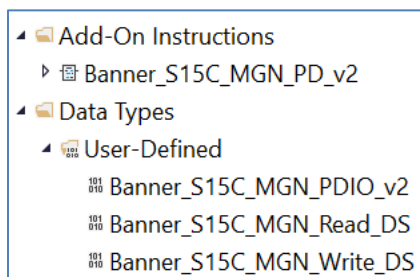 Add-On Instructions
Banner_S15C_MGN_PD_v2
Data Types
User-Defined
Banner_S15C_MGN_PDIO_v2
Banner_S15C_MGN_Read_DS
Banner_S15C_MGN_Write_DS